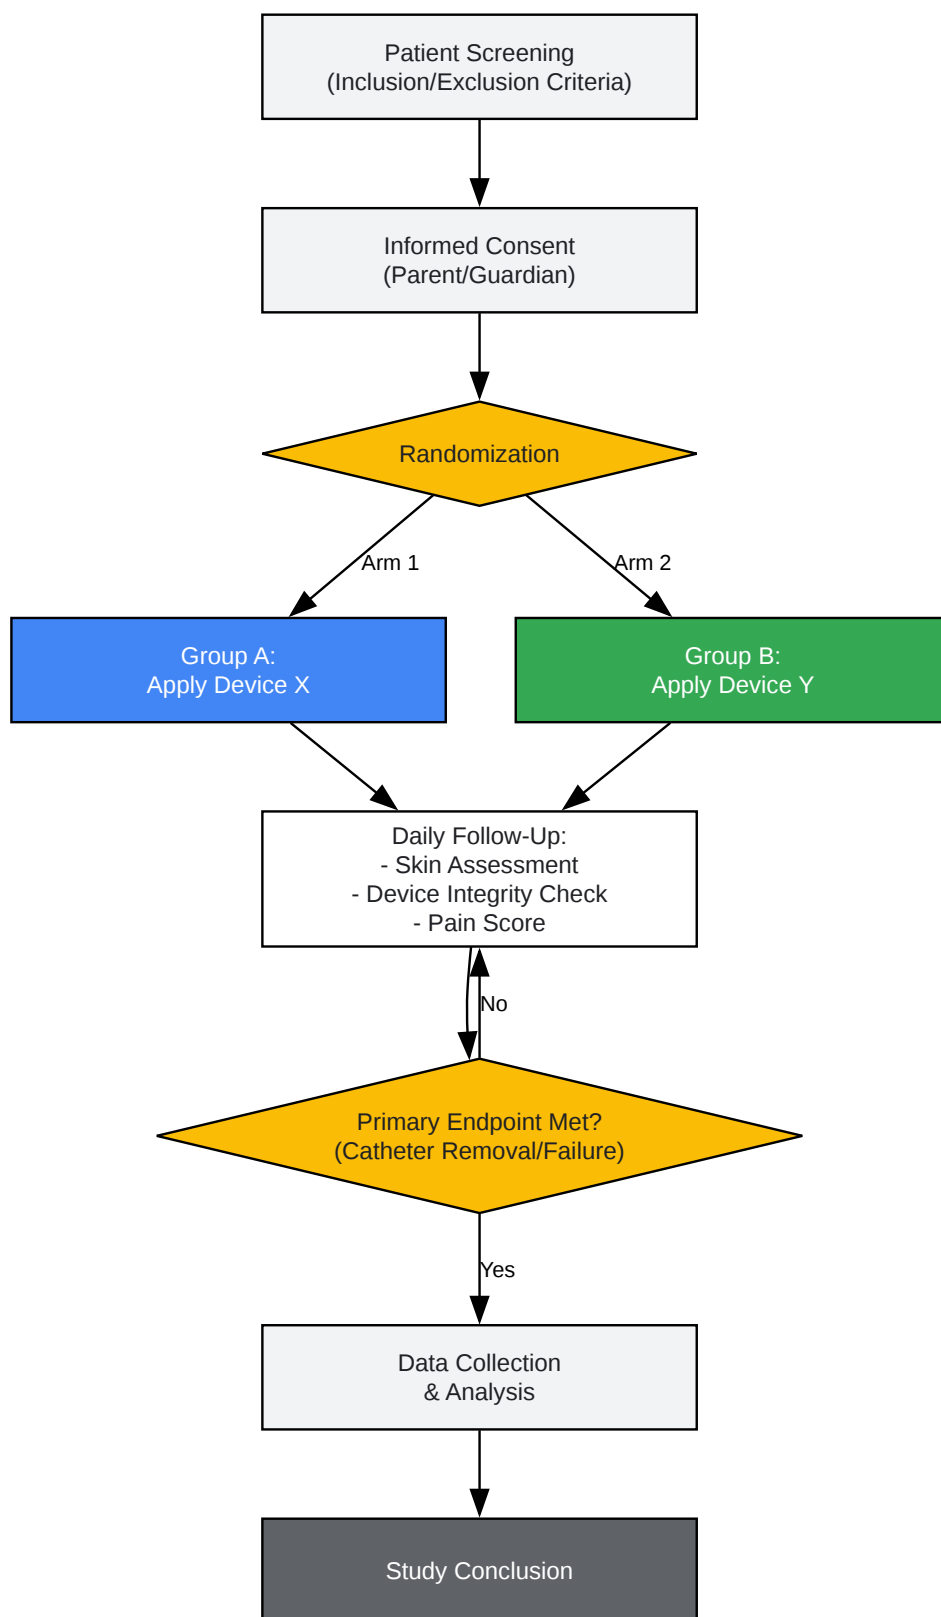 Patient Screening
(Inclusion/Exclusion Criteria)
Informed Consent
(Parent/Guardian)
Randomization
Arm 1
Arm 2
Group A:
Apply Device X
Group B:
Apply Device Y
Daily Follow-Up:
- Skin Assessment
- Device Integrity Check
- Pain Score
No
Primary Endpoint Met?
(Catheter Removal/Failure)
Yes
Data Collection
& Analysis
Study Conclusion